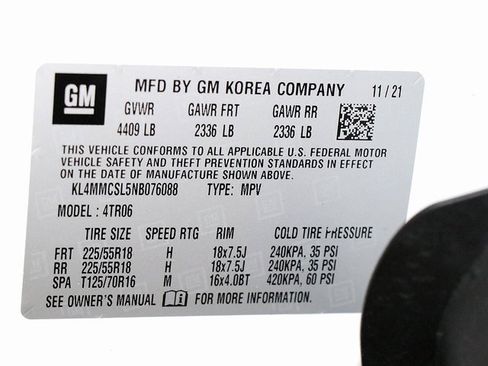 GM MFD BY GM KOREA COMPANY 11 / 21
GVWR GAWR FRT GAWR RR
4409 LB 2336 LB 2336 LB
THIS VEHICLE CONFORMS TO ALL APPLICABLE U.S. FEDERAL MOTOR
VEHICLE SAFETY AND THEFT PREVENTION STANDARDS IN EFFECT
ON THE DATE OF MANUFACTURE SHOWN ABOVE.
KL4MMCSL5NB076088 TYPE: MPV
MODEL : 4TR06
TIRE SIZE SPEED RTG RIM COLD TIRE PRESSURE
FRT 225/55R18 H 18x7.5J 240KPA, 35 PSI
RR 225/55R18 H 18x7.5J 240KPA, 35 PSI
SPA T125/70R16 M 16x4.0BT 420KPA, 60 PSI
SEE OWNER'S MANUAL FOR MORE INFORMATION